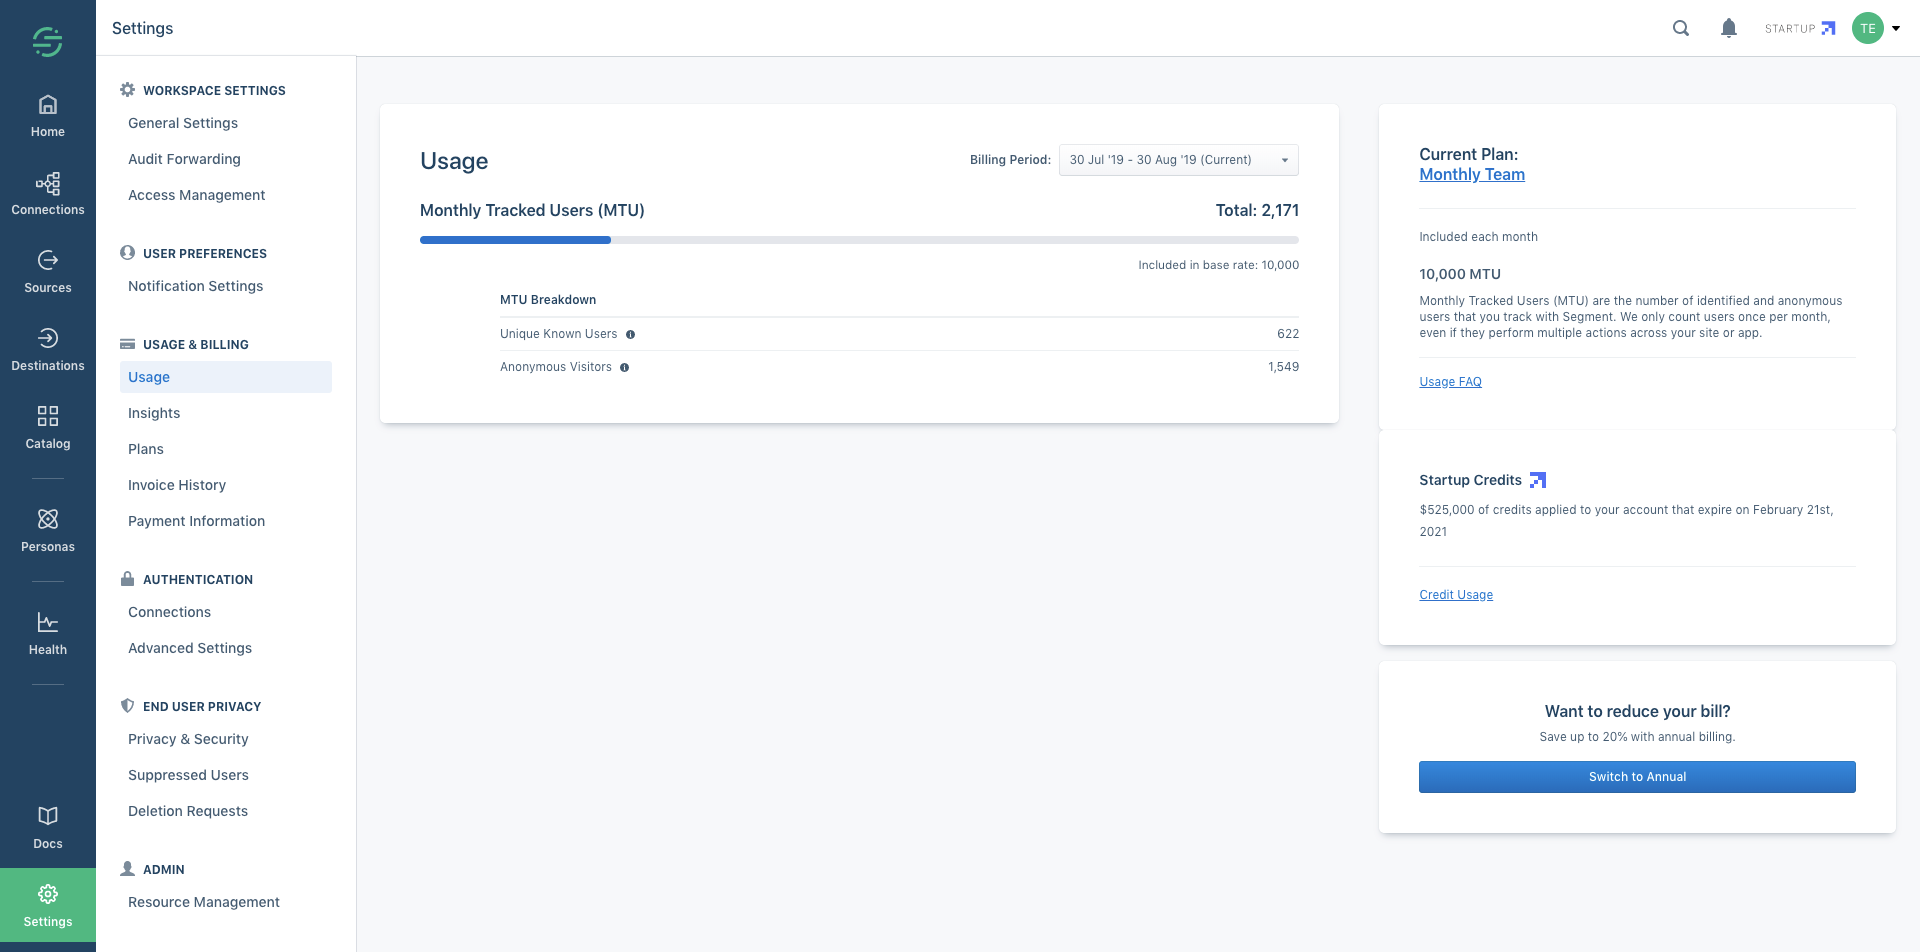 Settings
STARTUP
TE
Home
Connections
Sources
Destinations
Catalog
Personas
Health
Docs
Settings
WORKSPACE SETTINGS
General Settings
Audit Forwarding
Access Management
USER PREFERENCES
Notification Settings
USAGE & BILLING
Usage
Insights
Plans
Invoice History
Payment Information
AUTHENTICATION
Connections
Advanced Settings
END USER PRIVACY
Privacy & Security
Suppressed Users
Deletion Requests
ADMIN
Resource Management
Usage
Billing Period: 30 Jul '19 - 30 Aug '19 (Current)
Monthly Tracked Users (MTU) Total: 2,171
Included in base rate: 10,000
MTU Breakdown
Unique Known Users 622
Anonymous Visitors 1,549
Current Plan:
Monthly Team
Included each month
10,000 MTU
Monthly Tracked Users (MTU) are the number of identified and anonymous
users that you track with Segment. We only count users once per month,
even if they perform multiple actions across your site or app.
Usage FAQ
Startup Credits
$525,000 of credits applied to your account that expire on February 21st,
2021
Credit Usage
Want to reduce your bill?
Save up to 20% with annual billing.
Switch to Annual